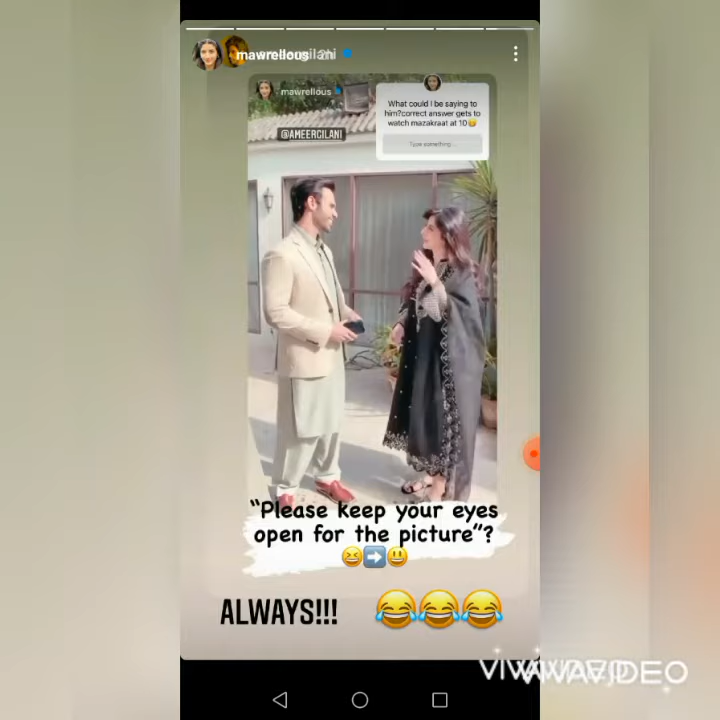 mawrellous 2h
mawrellous
@AMEERGILANI
What could I be saying to
him?correct answer gets to
watch mazakraat at 10😄
Type something...
"Please keep your eyes
open for the picture"?
😆➡️😃
ALWAYS!!! 😂😂😂